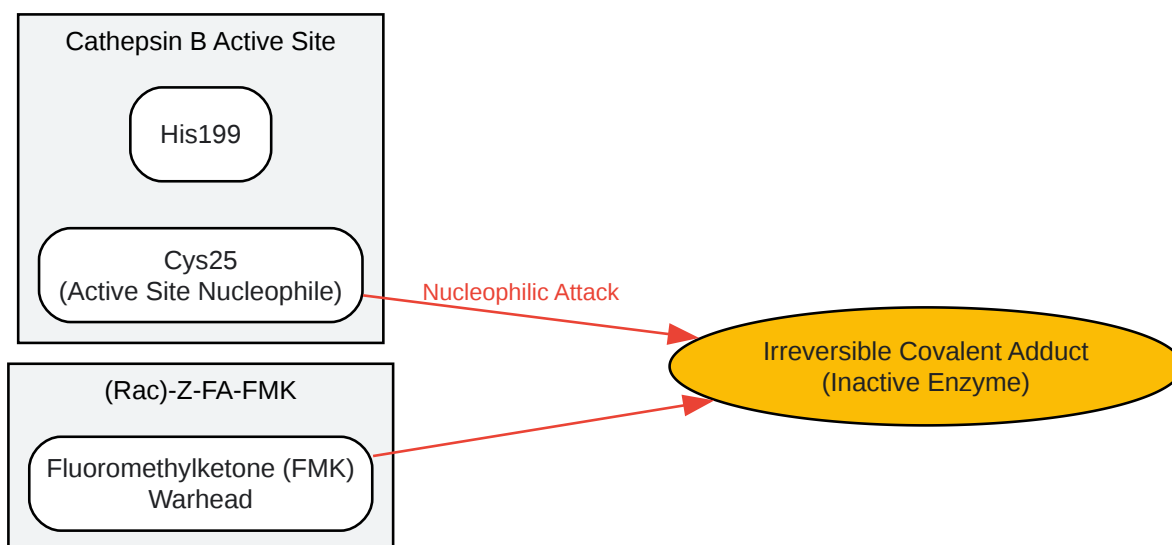 Cathepsin B Active Site
His199
Cys25
(Active Site Nucleophile)
Nucleophilic Attack
(Rac)-Z-FA-FMK
Fluoromethylketone (FMK)
Warhead
Irreversible Covalent Adduct
(Inactive Enzyme)